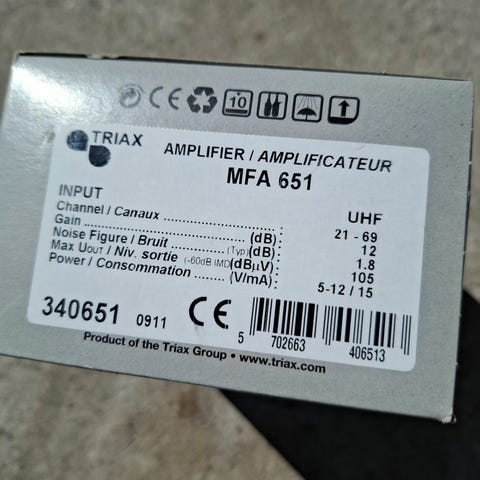 10
TRIAX
AMPLIFIER / AMPLIFICATEUR
MFA 651
INPUT
Channel / Canaux ........................ : UHF 21 - 69
Gain ........................ (dB) : 12
Noise Figure / Bruit ............ (Typ) (dB) : 1.8
Max Uout / Niv. sortie (-60dB IMD) (dBµV) : 105
Power / Consommation ............ (V/mA) : 5-12 / 15
340651 0911 CE
5 702663 406513
Product of the Triax Group • www.triax.com